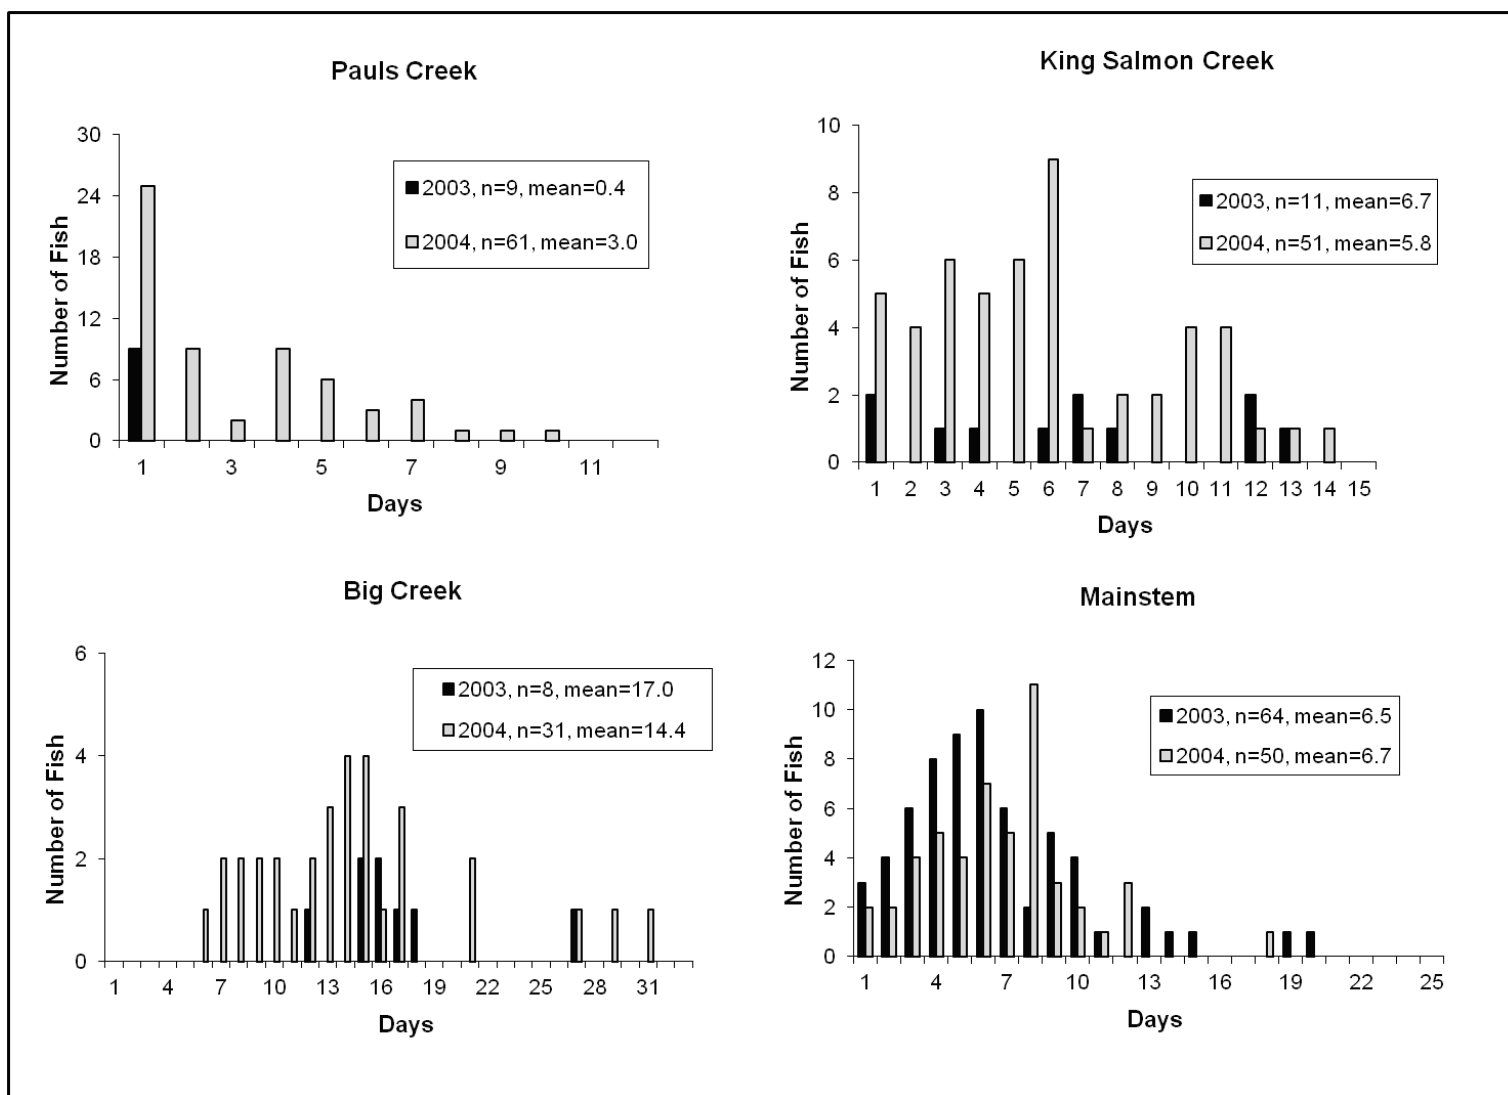 Pauls Creek
30
24
18
12
6
0
Number of Fish
2003, n=9, mean=0.4
2004, n=61, mean=3.0
1 3 5 7 9 11
Days
King Salmon Creek
10
8
6
4
2
0
Number of Fish
2003, n=11, mean=6.7
2004, n=51, mean=5.8
1 2 3 4 5 6 7 8 9 10 11 12 13 14 15
Days
Big Creek
6
4
2
0
Number of Fish
2003, n=8, mean=17.0
2004, n=31, mean=14.4
1 4 7 10 13 16 19 22 25 28 31
Days
Mainstem
12
10
8
6
4
2
0
Number of Fish
2003, n=64, mean=6.5
2004, n=50, mean=6.7
1 4 7 10 13 16 19 22 25
Days